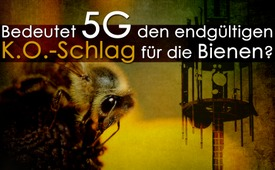 Bedeutet 5G den endgültigen
K.O.-Schlag für die Bienen?